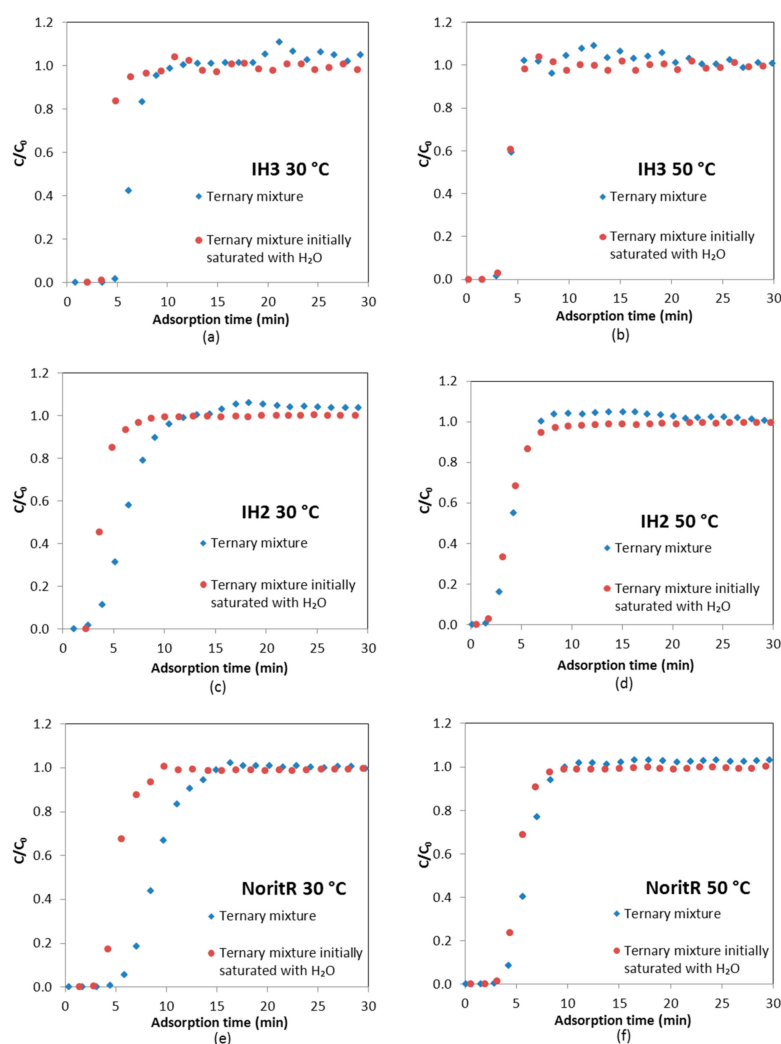 1.2
1.0
0.8
0.6
0.4
0.2
0.0
C/C₀
IH3 30 °C
Ternary mixture
Ternary mixture initially
saturated with H₂O
0 5 10 15 20 25 30
Adsorption time (min)
(a)
1.2
1.0
0.8
0.6
0.4
0.2
0.0
C/C₀
IH3 50 °C
Ternary mixture
Ternary mixture initially
saturated with H₂O
0 5 10 15 20 25 30
Adsorption time (min)
(b)
1.2
1.0
0.8
0.6
0.4
0.2
0.0
C/C₀
IH2 30 °C
Ternary mixture
Ternary mixture initially
saturated with H₂O
0 5 10 15 20 25 30
Adsorption time (min)
(c)
1.2
1.0
0.8
0.6
0.4
0.2
0.0
C/C₀
IH2 50 °C
Ternary mixture
Ternary mixture initially
saturated with H₂O
0 5 10 15 20 25 30
Adsorption time (min)
(d)
1.2
1.0
0.8
0.6
0.4
0.2
0.0
C/C₀
NoritR 30 °C
Ternary mixture
Ternary mixture initially
saturated with H₂O
0 5 10 15 20 25 30
Adsorption time (min)
(e)
1.2
1.0
0.8
0.6
0.4
0.2
0.0
C/C₀
NoritR 50 °C
Ternary mixture
Ternary mixture initially
saturated with H₂O
0 5 10 15 20 25 30
Adsorption time (min)
(f)